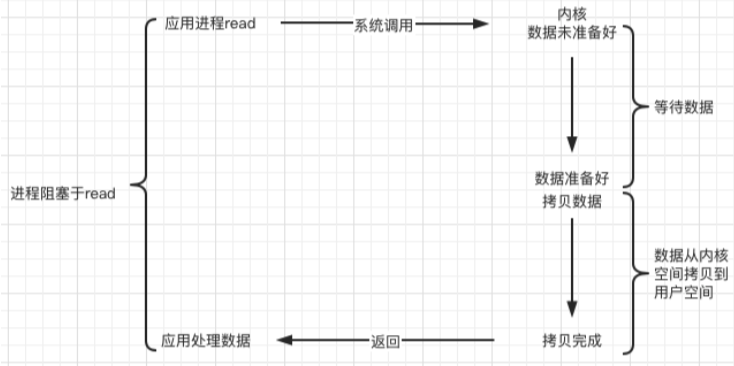 应用进程read
系统调用
内核
数据未准备好
等待数据
数据准备好
拷贝数据
进程阻塞于read
数据从内核
空间拷贝到
用户空间
应用处理数据
返回
拷贝完成